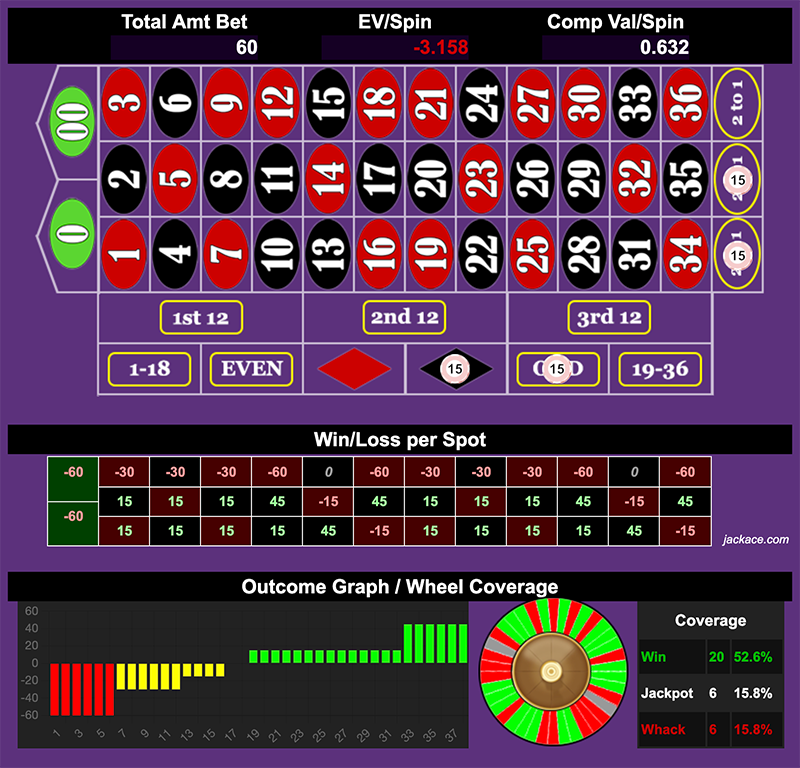 Total Amt Bet EV/Spin Comp Val/Spin
60 -3.158 0.632
00 3 6 9 12 15 18 21 24 27 30 33 36 2 to 1
2 5 8 11 14 17 20 23 26 29 32 35 15
0 1 4 7 10 13 16 19 22 25 28 31 34 15
1st 12 2nd 12 3rd 12
1-18 EVEN 15 15 19-36
Win/Loss per Spot
-60 -30 -30 -30 -60 0 -60 -30 -30 -30 -60 0 -60
15 15 15 45 -15 45 15 15 15 45 -15 45
-60 15 15 15 15 45 -15 15 15 15 15 45 -15
jackace.com
Outcome Graph / Wheel Coverage
60
40
20
0
-20
-40
-60
1 3 5 7 9 11 13 15 17 19 21 23 25 27 29 31 33 35 37
Coverage
Win 20 52.6%
Jackpot 6 15.8%
Whack 6 15.8%